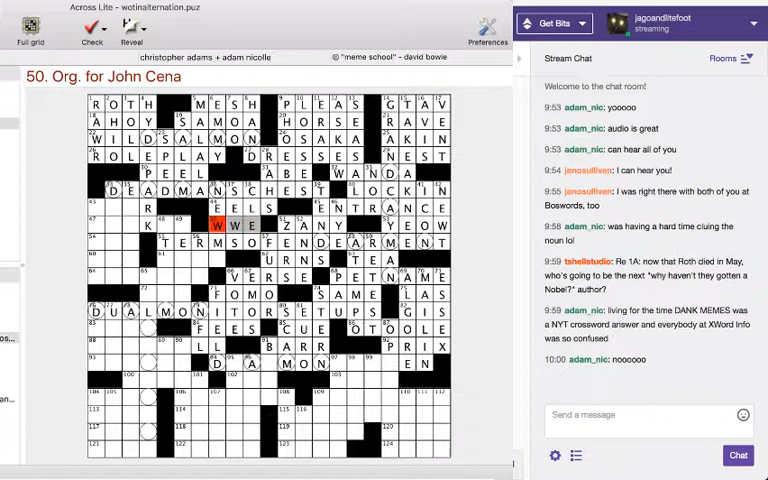 Across Lite - wotinalternation.puz
Full grid
Check
Reveal
Preferences
christopher adams + adam nicolle
© "meme school" - david bowie
50. Org. for John Cena
R O T H M E S H P L E A S G T A V
A H O Y S A M O A H O R S E R A V E
W I L D S A L M O N O S A K A A K I N
R O L E P L A Y D R E S S E S N E S T
P E E L A B E W A N D A
D E A D M A N S C H E S T L O C K I N
R E E L S E N T R A N C E
K W W E Z A N Y Y E O W
T E R M S O F E N D E A R M E N T
U R N S T E A
V E R S E P E T N A M E
F O M O S A M E L A S
D U A L M O N I T O R S E T U P S G I S
F E E S C U E O T O O L E
L L B A R R P R I X
D A M O N E N
Get Bits
jagoandlitefoot
streaming
Stream Chat
Rooms
Welcome to the chat room!
9:53 adam_nic: yooooo
9:53 adam_nic: audio is great
9:53 adam_nic: can hear all of you
9:54 janosullivan: I can hear you!
9:55 janosullivan: I was right there with both of you at
Boswords, too
9:58 adam_nic: was having a hard time cluing the
noun lol
9:59 tshellstudio: Re 1A: now that Roth died in May,
who's going to be the next "why haven't they gotten a
Nobel?" author?
9:59 adam_nic: living for the time DANK MEMES was
a NYT crossword answer and everybody at XWord Info
was so confused
10:00 adam_nic: noooooo
Send a message
Chat